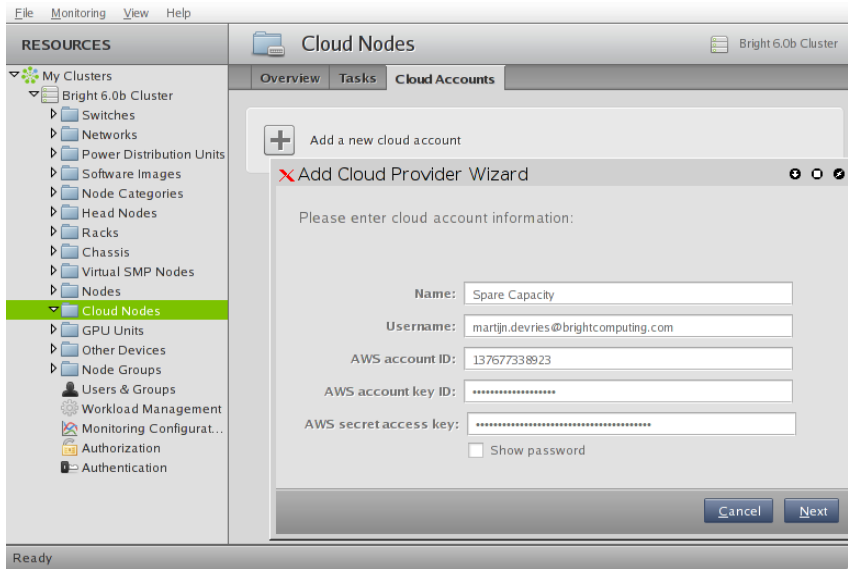 File Monitoring View Help
RESOURCES
My Clusters
Bright 6.0b Cluster
Switches
Networks
Power Distribution Units
Software Images
Node Categories
Head Nodes
Racks
Chassis
Virtual SMP Nodes
Nodes
Cloud Nodes
GPU Units
Other Devices
Node Groups
Users & Groups
Workload Management
Monitoring Configurat...
Authorization
Authentication
Cloud Nodes
Bright 6.0b Cluster
Overview Tasks Cloud Accounts
Add a new cloud account
Add Cloud Provider Wizard
Please enter cloud account information:
Name: Spare Capacity
Username: martijn.devries@brightcomputing.com
AWS account ID: 137677338923
AWS account key ID: •••••••••••••••••••
AWS secret access key: ••••••••••••••••••••••••••••••••••••••••
Show password
Cancel Next
Ready